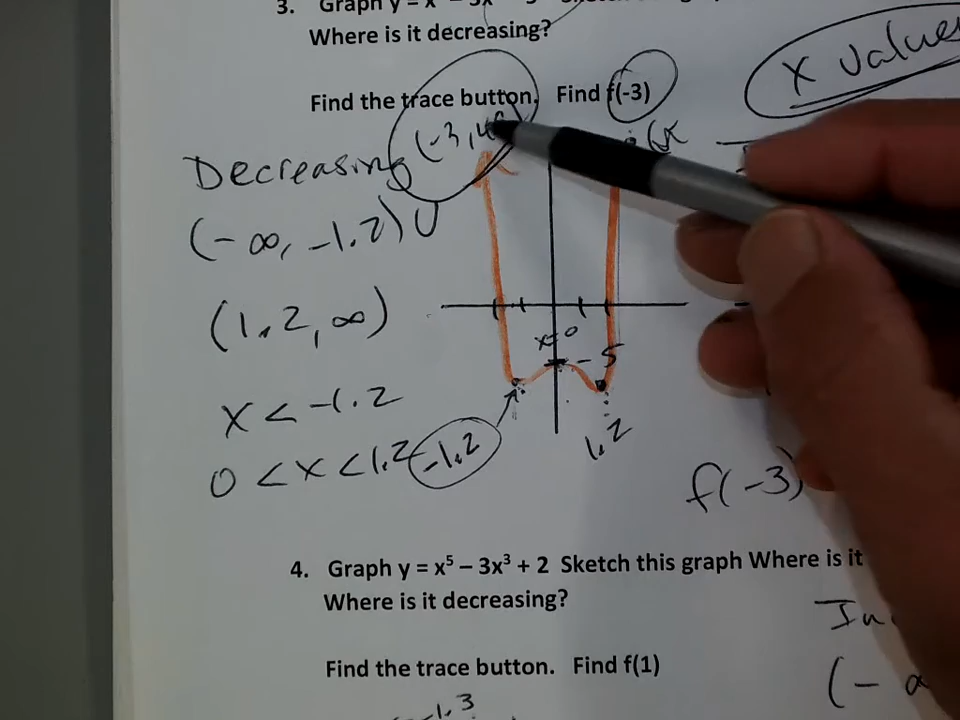 3. Graph y = x
Where is it decreasing?
x values
Find the trace button. Find f(-3)
Decreasing (-3,
(-∞, -1.2) ∪
(1.2, ∞)
x=0
-5
x < -1.2
0 < x < 1.2
-1.2
1.2
f(-3)
4. Graph y = x⁵ – 3x³ + 2 Sketch this graph Where is it
Where is it decreasing?
Find the trace button. Find f(1)
(-
-1.3